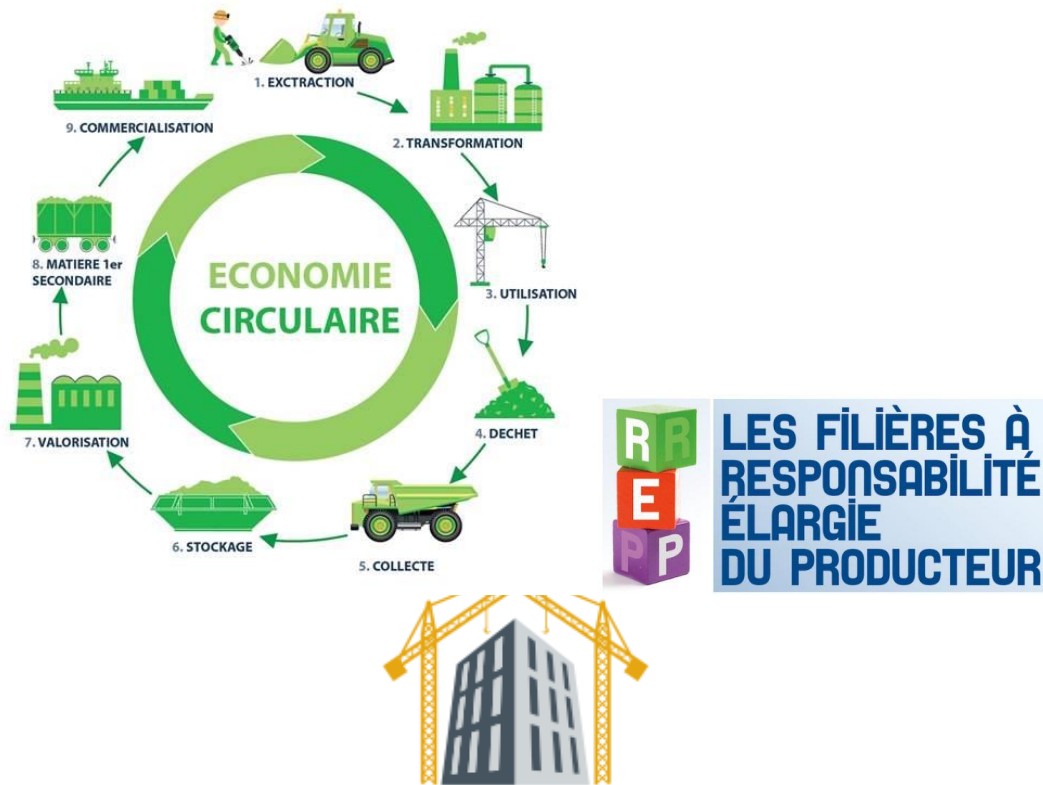 1. EXCTRACTION
2. TRANSFORMATION
3. UTILISATION
4. DECHET
5. COLLECTE
6. STOCKAGE
7. VALORISATION
8. MATIERE 1er
SECONDAIRE
9. COMMERCIALISATION
ECONOMIE
CIRCULAIRE
R R
E
P P
LES FILIÈRES À
RESPONSABILITÉ
ÉLARGIE
DU PRODUCTEUR